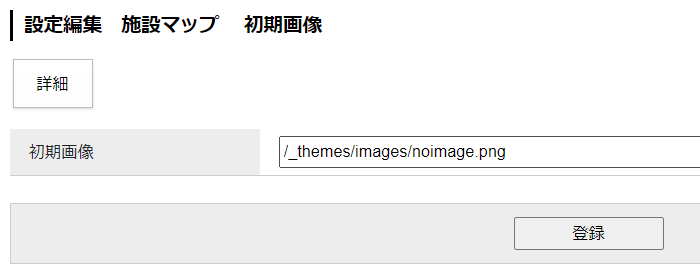 設定編集　施設マップ　初期画像
詳細
初期画像 /_themes/images/noimage.png
登録